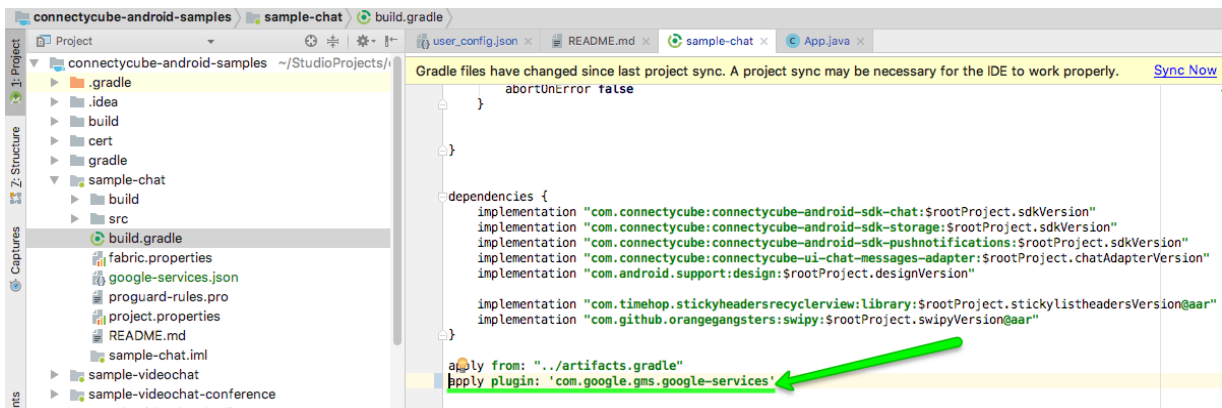 connectycube-android-samples sample-chat build.gradle
Project
user_config.json README.md sample-chat App.java
1: Project
Z: Structure
Captures
connectycube-android-samples ~/StudioProjects/
.gradle
.idea
build
cert
gradle
sample-chat
build
src
build.gradle
fabric.properties
google-services.json
proguard-rules.pro
project.properties
README.md
sample-chat.iml
sample-videochat
sample-videochat-conference
Gradle files have changed since last project sync. A project sync may be necessary for the IDE to work properly. Sync Now
abortOnError false
}
}
dependencies {
implementation "com.connectycube:connectycube-android-sdk-chat:$rootProject.sdkVersion"
implementation "com.connectycube:connectycube-android-sdk-storage:$rootProject.sdkVersion"
implementation "com.connectycube:connectycube-android-sdk-pushnotifications:$rootProject.sdkVersion"
implementation "com.connectycube:connectycube-ui-chat-messages-adapter:$rootProject.chatAdapterVersion"
implementation "com.android.support:design:$rootProject.designVersion"
implementation "com.timehop.stickyheadersrecyclerview:library:$rootProject.stickylistheadersVersion@aar"
implementation "com.github.orangegangsters:swipy:$rootProject.swipyVersion@aar"
}
apply from: "../artifacts.gradle"
apply plugin: 'com.google.gms.google-services'